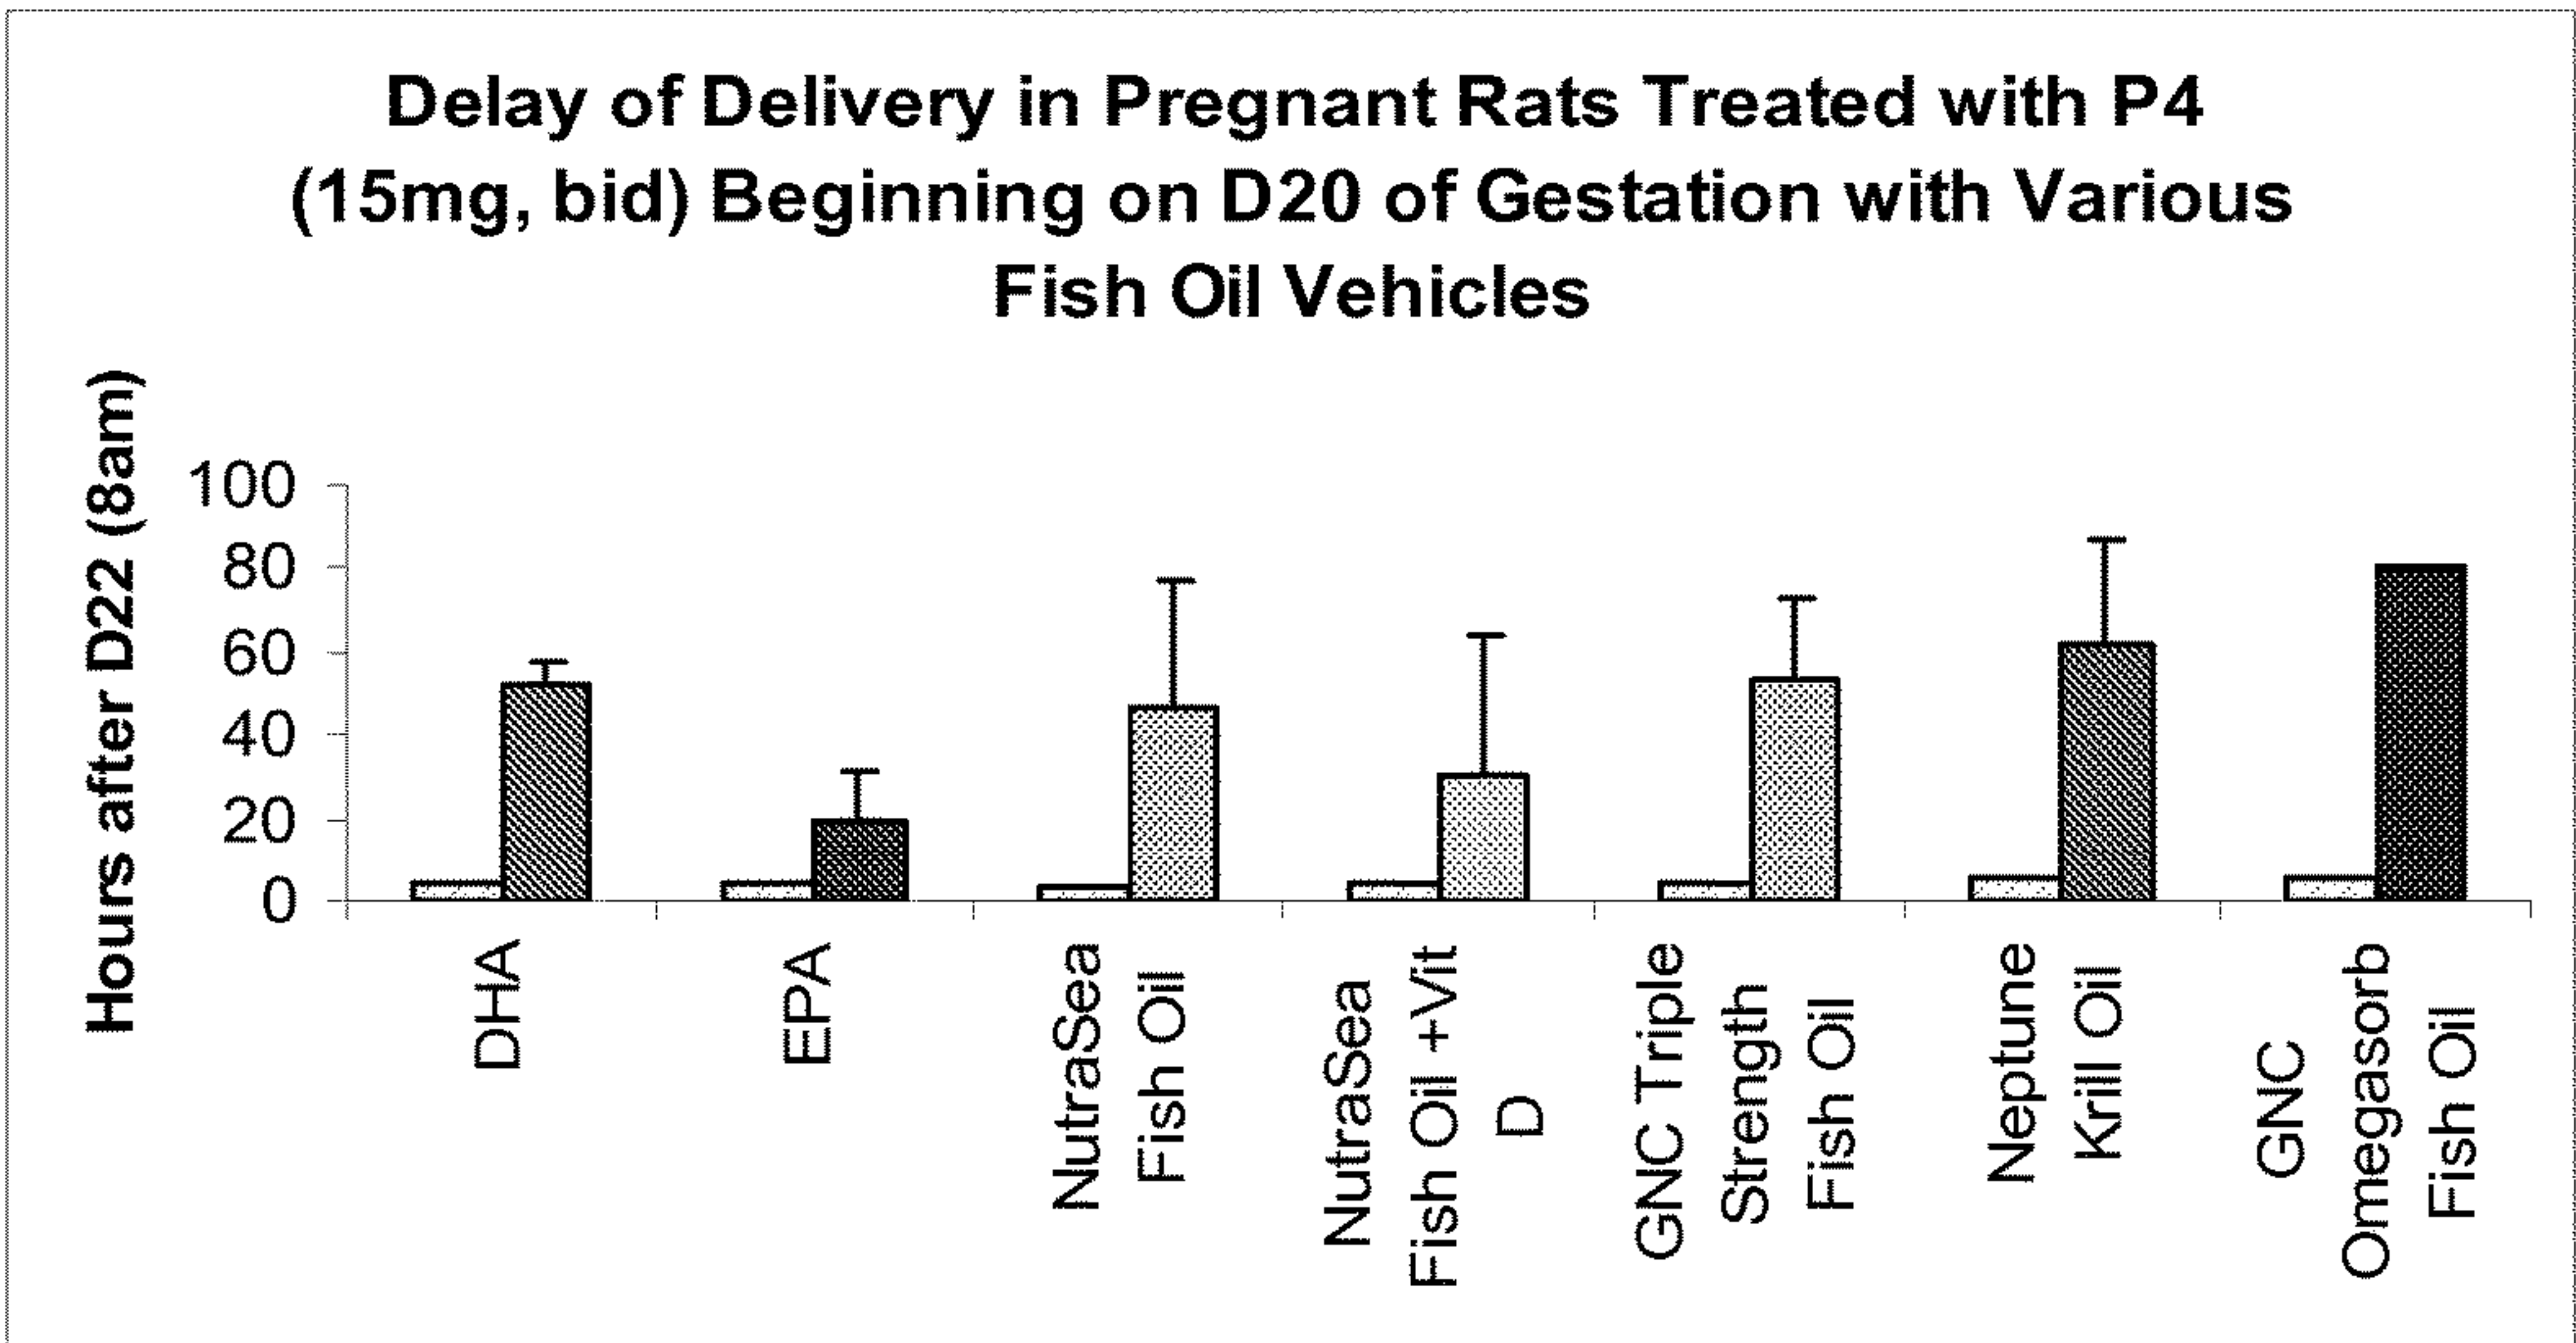 Delay of Delivery in Pregnant Rats Treated with P4
(15mg, bid) Beginning on D20 of Gestation with Various
Fish Oil Vehicles
Hours after D22 (8am)
100
80
60
40
20
0
DHA
EPA
NutraSea
Fish Oil
NutraSea
Fish Oil +Vit
D
GNC Triple
Strength
Fish Oil
Neptune
Krill Oil
GNC
Omegasorb
Fish Oil